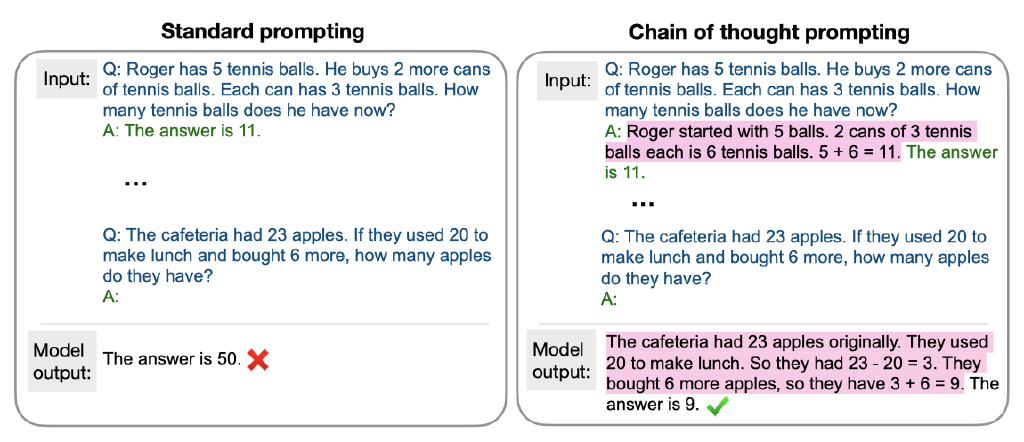 Standard prompting
Input:
Q: Roger has 5 tennis balls. He buys 2 more cans
of tennis balls. Each can has 3 tennis balls. How
many tennis balls does he have now?
A: The answer is 11.
...
Q: The cafeteria had 23 apples. If they used 20 to
make lunch and bought 6 more, how many apples
do they have?
A:
Model
output:
The answer is 50.
Chain of thought prompting
Input:
Q: Roger has 5 tennis balls. He buys 2 more cans
of tennis balls. Each can has 3 tennis balls. How
many tennis balls does he have now?
A: Roger started with 5 balls. 2 cans of 3 tennis
balls each is 6 tennis balls. 5 + 6 = 11. The answer
is 11.
...
Q: The cafeteria had 23 apples. If they used 20 to
make lunch and bought 6 more, how many apples
do they have?
A:
Model
output:
The cafeteria had 23 apples originally. They used
20 to make lunch. So they had 23 - 20 = 3. They
bought 6 more apples, so they have 3 + 6 = 9. The
answer is 9.